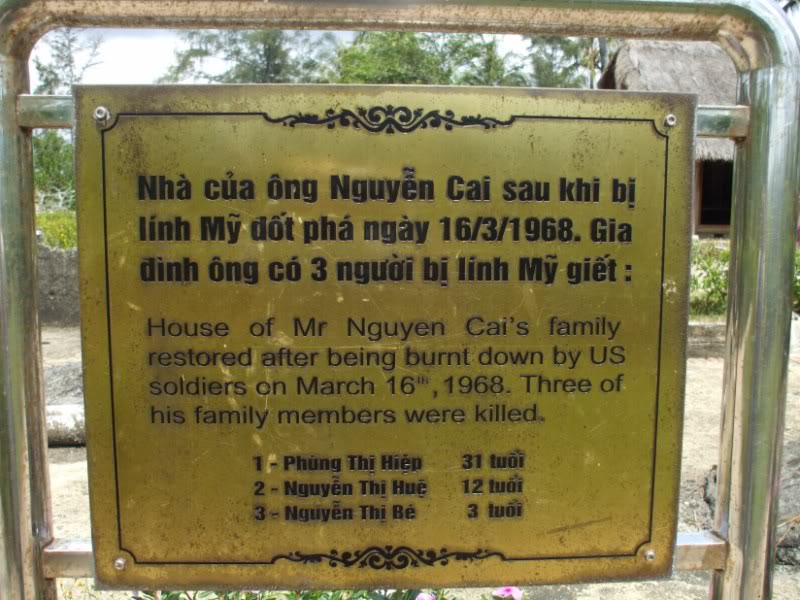 Nhà của ông Nguyễn Cai sau khi bị
lính Mỹ đốt phá ngày 16/3/1968. Gia
đình ông có 3 người bị lính Mỹ giết :
House of Mr Nguyen Cai's family
restored after being burnt down by US
soldiers on March 16th, 1968. Three of
his family members were killed.
1 - Phùng Thị Hiệp 31 tuổi
2 - Nguyễn Thị Huệ 12 tuổi
3 - Nguyễn Thị Bé 3 tuổi